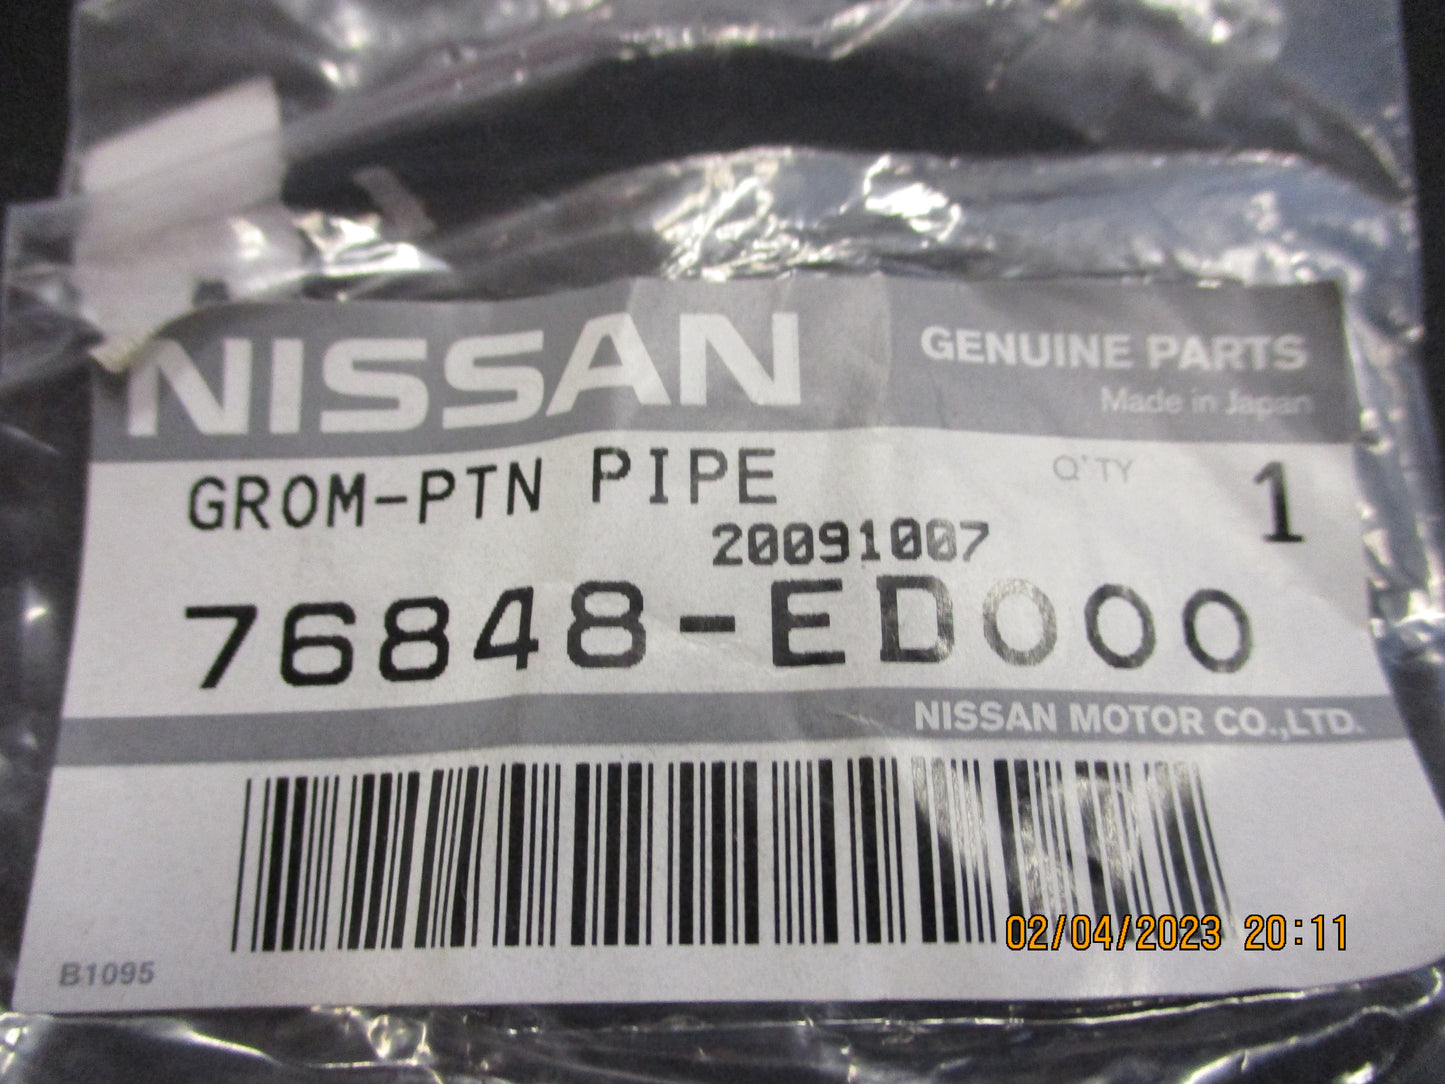 NISSAN
GENUINE PARTS
Made in Japan
GROM-PTN PIPE
Q'TY 1
20091007
76848-ED000
NISSAN MOTOR CO.,LTD.
B1095
02/04/2023 20:11